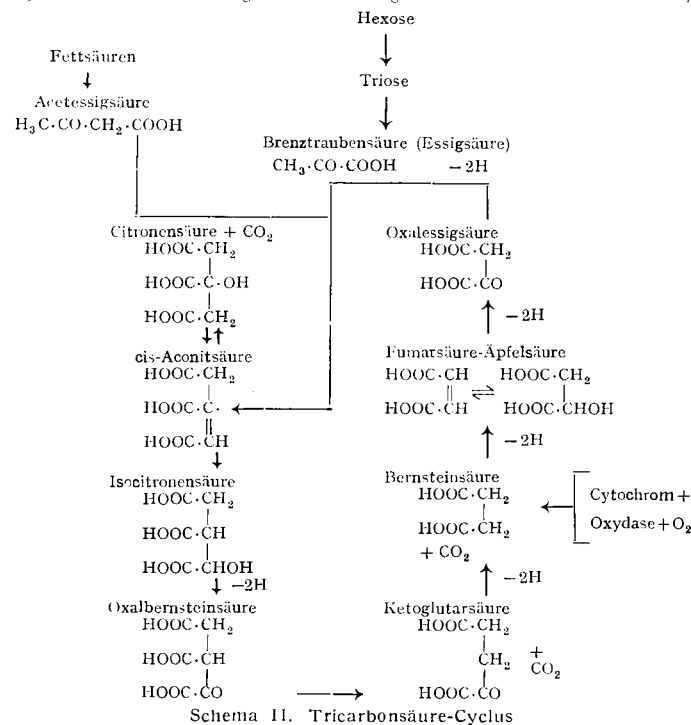 Hexose
Triose
Brenztraubensäure (Essigsäure)
CH₃·CO·COOH −2H
Fettsäuren
Acetessigsäure
H₃C·CO·CH₂·COOH
Citronensäure + CO₂
HOOC·CH₂
HOOC·C·OH
HOOC·CH₂
cis-Aconitsäure
HOOC·CH₂
HOOC·C·
HOOC·CH
Isocitronensäure
HOOC·CH₂
HOOC·CH
HOOC·CHOH
−2H
Oxalbernsteinsäure
HOOC·CH₂
HOOC·CH
HOOC·CO
Ketoglutarsäure
HOOC·CH₂
CH₂
+
CO₂
HOOC·CO
−2H
Bernsteinsäure
HOOC·CH₂
HOOC·CH₂
+ CO₂
Cytochrom +
Oxydase + O₂
−2H
Fumarsäure-Äpfelsäure
HOOC·CH HOOC·CH₂
HOOC·CH HOOC·CHOH
−2H
Oxalessigsäure
HOOC·CH₂
HOOC·CO
Schema II. Tricarbonsäure-Cyclus